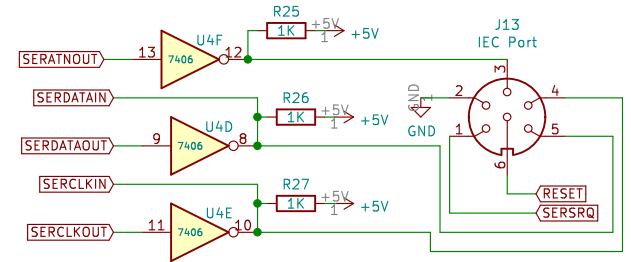 R25
J13
IEC Port
SERATNOUT
13
U4F
7406
12
1K
+5V
1
+5V
3
SERDATAIN
GND
1
2
4
R26
U4D
SERDATAOUT
9
7406
8
1K
+5V
1
+5V
GND
1
5
6
SERCLKIN
R27
RESET
SERSRQ
U4E
SERCLKOUT
11
7406
10
1K
+5V
1
+5V